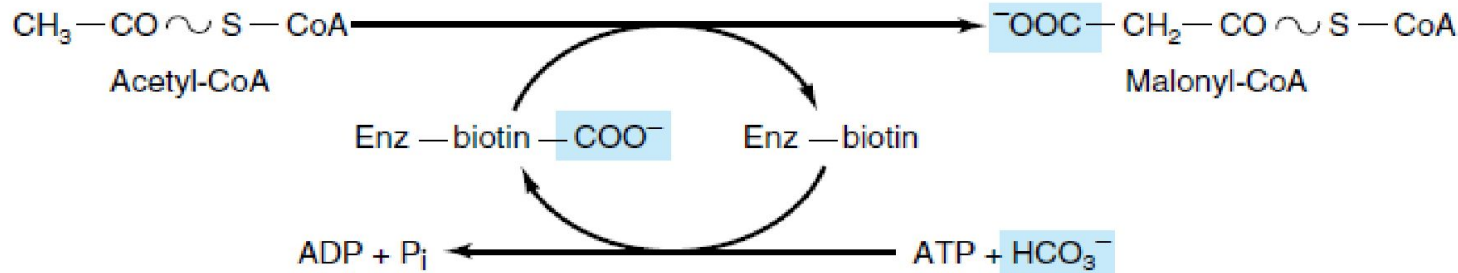 CH₃—CO∼S—CoA ⁻OOC—CH₂—CO∼S—CoA
Acetyl-CoA Malonyl-CoA
Enz—biotin—COO⁻ Enz—biotin
ADP + Pᵢ ATP + HCO₃⁻